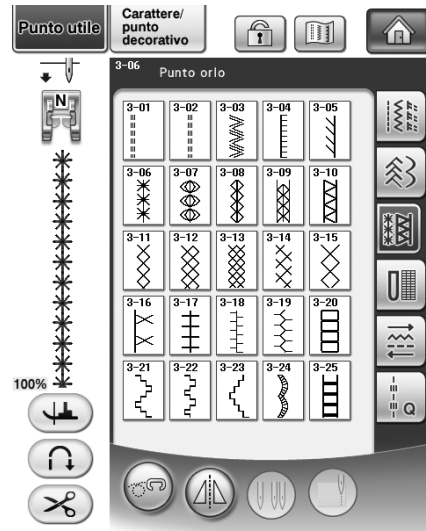 Punto utile
Carattere/
punto
decorativo
3-06
Punto orlo
N
3-01 3-02 3-03 3-04 3-05
3-06 3-07 3-08 3-09 3-10
3-11 3-12 3-13 3-14 3-15
3-16 3-17 3-18 3-19 3-20
3-21 3-22 3-23 3-24 3-25
100%
Q